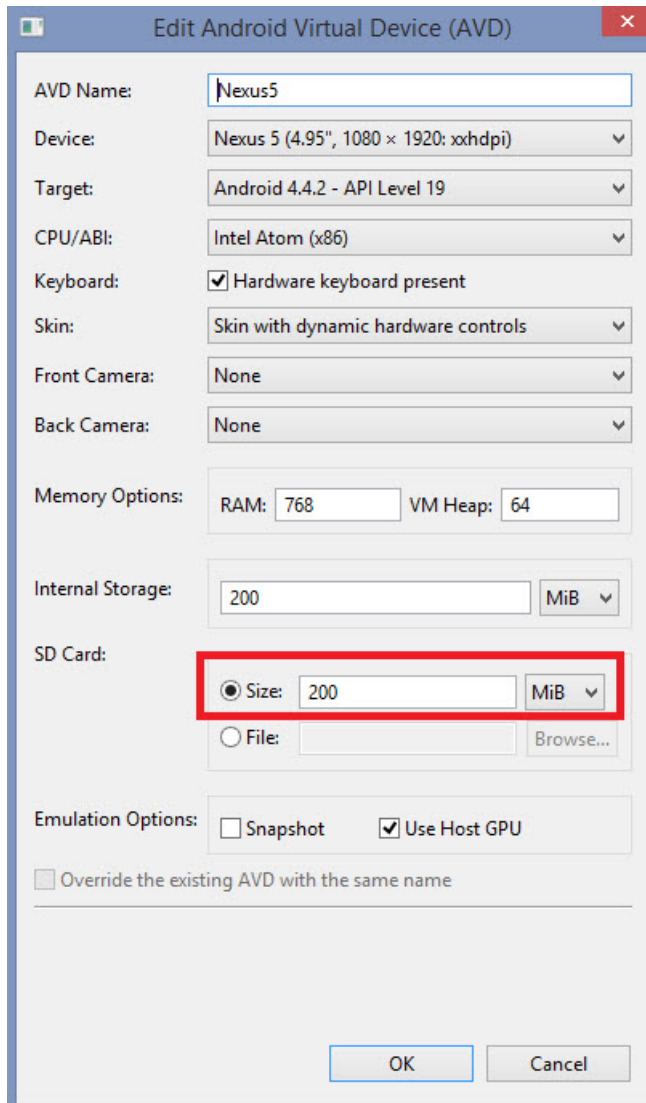 Edit Android Virtual Device (AVD)
AVD Name: Nexus5
Device: Nexus 5 (4.95", 1080 × 1920: xxhdpi)
Target: Android 4.4.2 - API Level 19
CPU/ABI: Intel Atom (x86)
Keyboard: Hardware keyboard present
Skin: Skin with dynamic hardware controls
Front Camera: None
Back Camera: None
Memory Options: RAM: 768 VM Heap: 64
Internal Storage: 200 MiB
SD Card:
Size: 200 MiB
File: Browse...
Emulation Options: Snapshot Use Host GPU
Override the existing AVD with the same name
OK Cancel